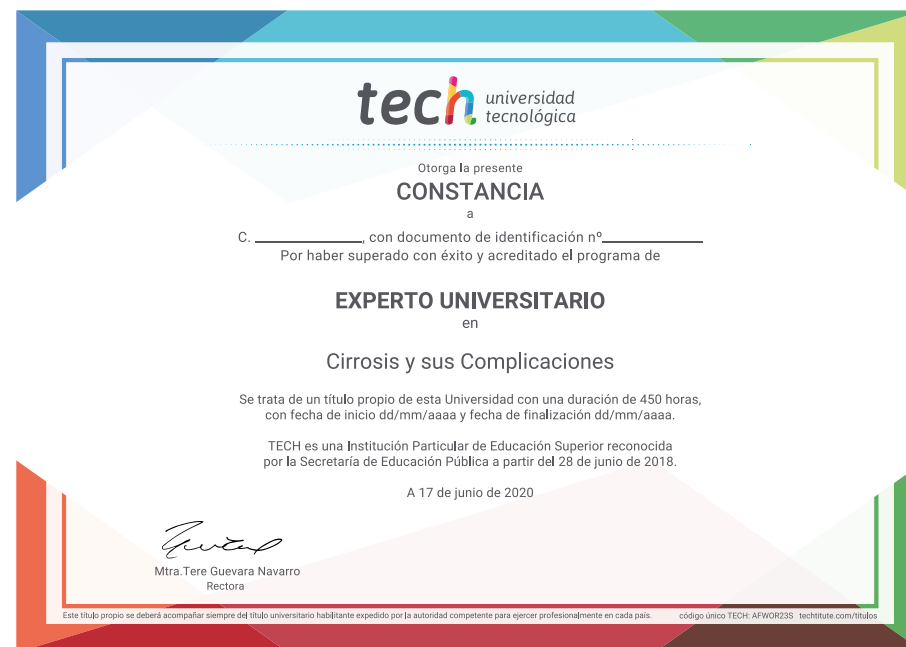 tech universidad
tecnológica
Otorga la presente
CONSTANCIA
a
C. ____________, con documento de identificación nº____________
Por haber superado con éxito y acreditado el programa de
EXPERTO UNIVERSITARIO
en
Cirrosis y sus Complicaciones
Se trata de un título propio de esta Universidad con una duración de 450 horas,
con fecha de inicio dd/mm/aaaa y fecha de finalización dd/mm/aaaa.
TECH es una Institución Particular de Educación Superior reconocida
por la Secretaría de Educación Pública a partir del 28 de junio de 2018.
A 17 de junio de 2020
Mtra.Tere Guevara Navarro
Rectora
Este título propio se deberá acompañar siempre del título universitario habilitante expedido por la autoridad competente para ejercer profesionalmente en cada país. código único TECH: AFWOR23S techtitute.com/titulos